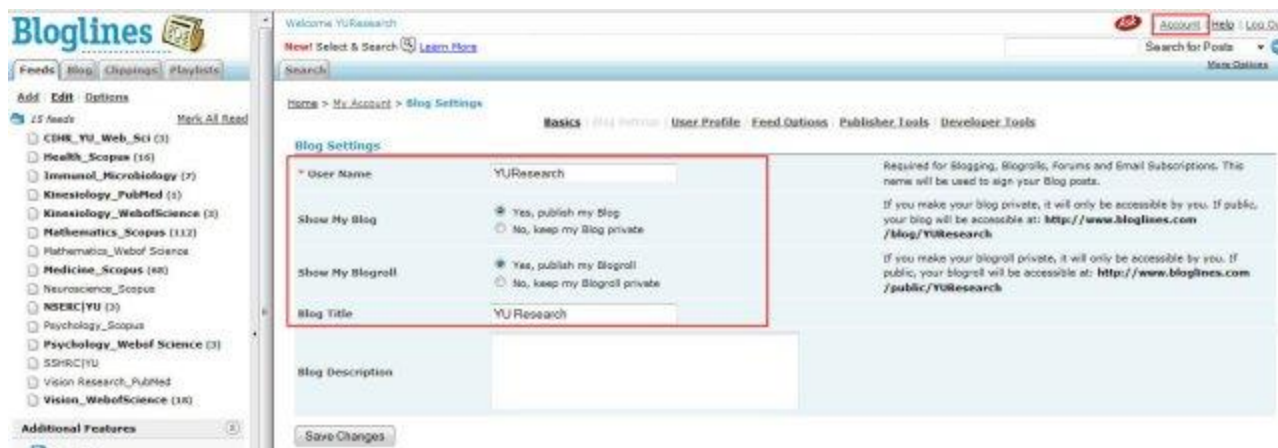 Bloglines
Feeds Blog Clippings Playlists
Add Edit Options
15 feeds Mark All Read
CIHR_YU_Web_Sci (3)
Health_Scopus (16)
Immunol_Microbiology (7)
Kinesiology_PubMed (1)
Kinesiology_WebofScience (2)
Mathematics_Scopus (112)
Mathematics_Webof Science
Medicine_Scopus (68)
Neuroscience_Scopus
NSERC|YU (3)
Psychology_Scopus
Psychology_Webof Science (3)
SSHRC|YU
Vision Research_PubMed
Vision_WebofScience (18)
Additional Features
Welcome YUResearch
Ask Account | Help | Log Ou
New! Select & Search Learn More
Search for Posts
Search
More Options
Home > My Account > Blog Settings
Basics | Blog Settings | User Profile | Feed Options | Publisher Tools | Developer Tools
Blog Settings
* User Name YUResearch
Required for Blogging, Blogrolls, Forums and Email Subscriptions. This
name will be used to sign your Blog posts.
Show My Blog
Yes, publish my Blog
No, keep my Blog private
If you make your blog private, it will only be accessible by you. If public,
your blog will be accessible at: http://www.bloglines.com
/blog/YUResearch
Show My Blogroll
Yes, publish my Blogroll
No, keep my Blogroll private
If you make your blogroll private, it will only be accessible by you. If
public, your blogroll will be accessible at: http://www.bloglines.com
/public/YUResearch
Blog Title YU Research
Blog Description
Save Changes